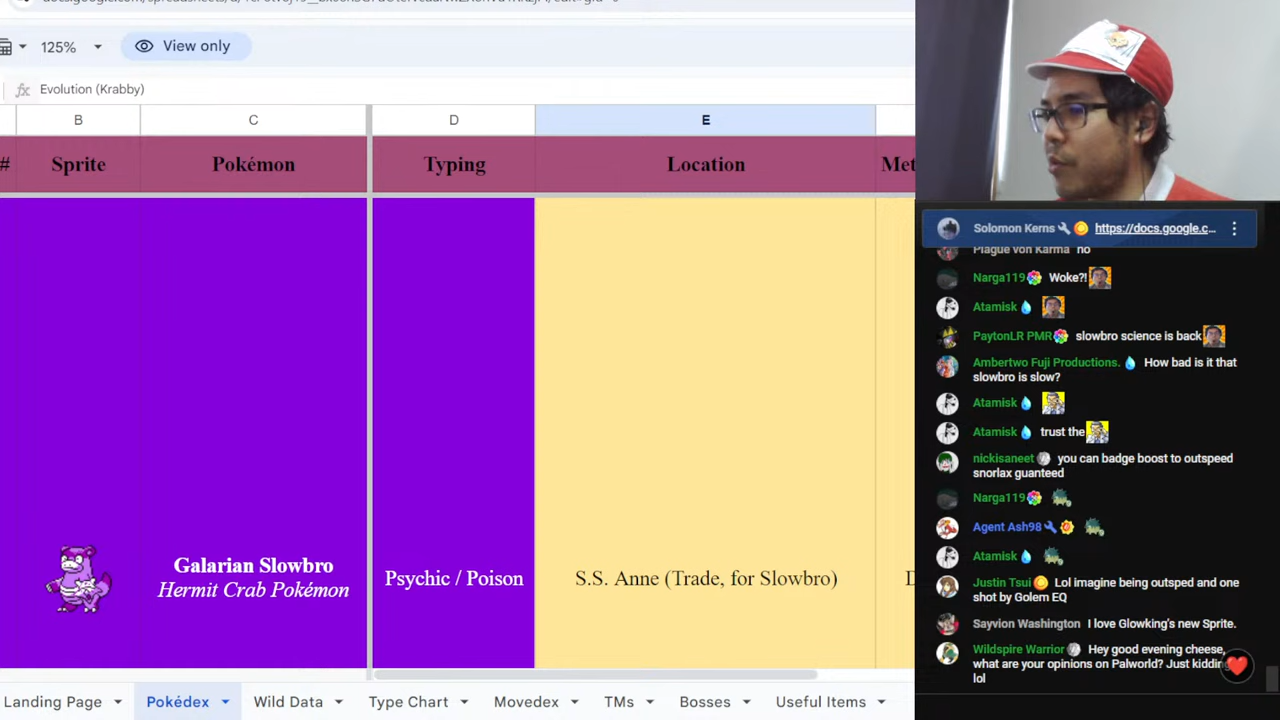 125%
View only
fx
Evolution (Krabby)
B
C
D
E
#
Sprite
Pokémon
Typing
Location
Met
Galarian Slowbro
Hermit Crab Pokémon
Psychic / Poison
S.S. Anne (Trade, for Slowbro)
Landing Page
Pokédex
Wild Data
Type Chart
Movedex
TMs
Bosses
Useful Items
Solomon Kerns https://docs.google.c...
Plague von Karma no
Narga119 Woke?!
Atamisk
PaytonLR PMR slowbro science is back
Ambertwo Fuji Productions. How bad is it that
slowbro is slow?
Atamisk
Atamisk trust the
nickisaneet you can badge boost to outspeed
snorlax guanteed
Narga119
Agent Ash98
Atamisk
Justin Tsui Lol imagine being outsped and one
shot by Golem EQ
Sayvion Washington I love Glowking's new Sprite.
Wildspire Warrior Hey good evening cheese,
what are your opinions on Palworld? Just kidding
lol